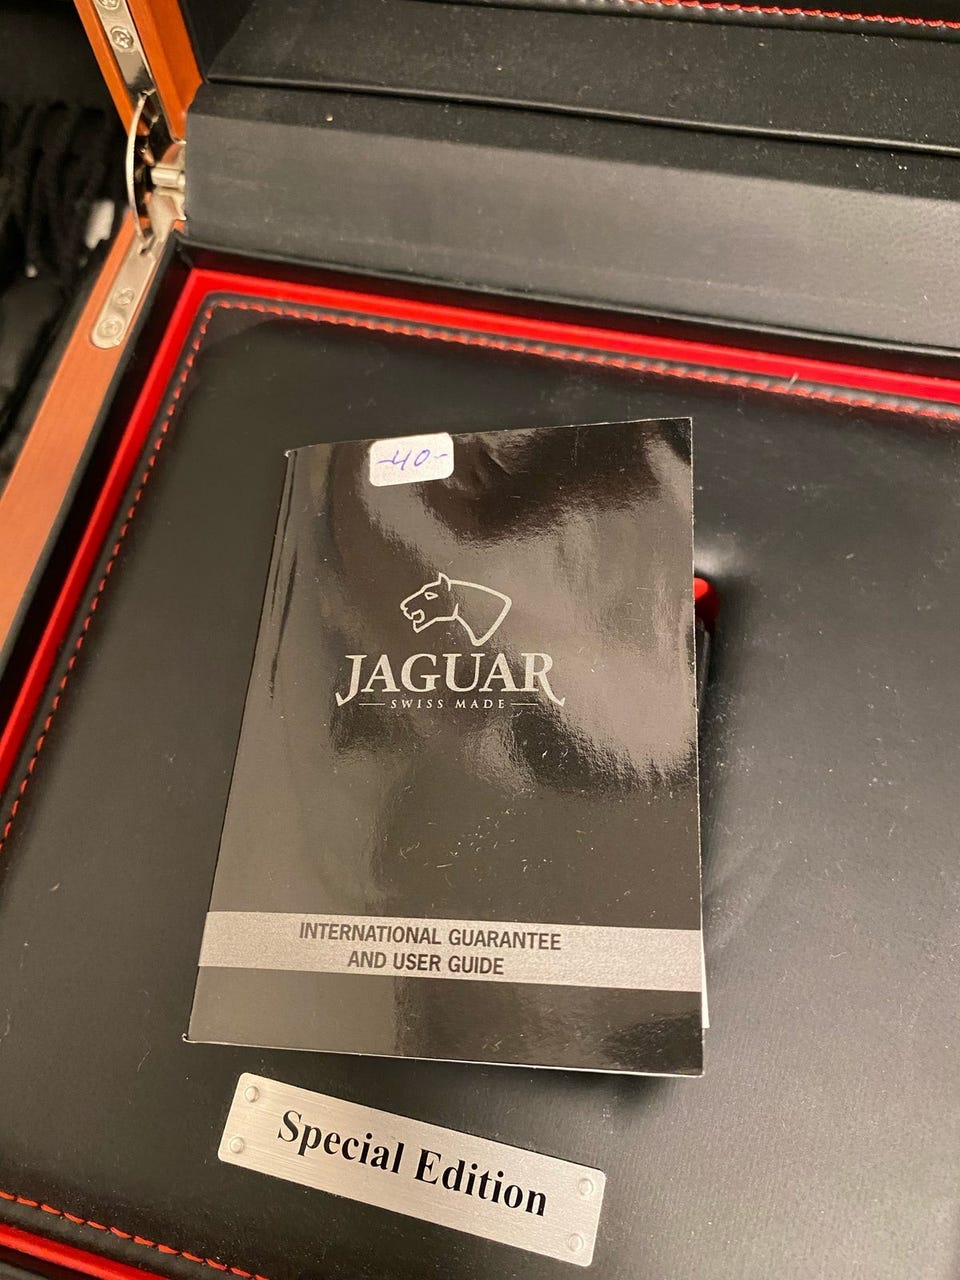 -40-
JAGUAR
SWISS MADE
INTERNATIONAL GUARANTEE
AND USER GUIDE
Special Edition